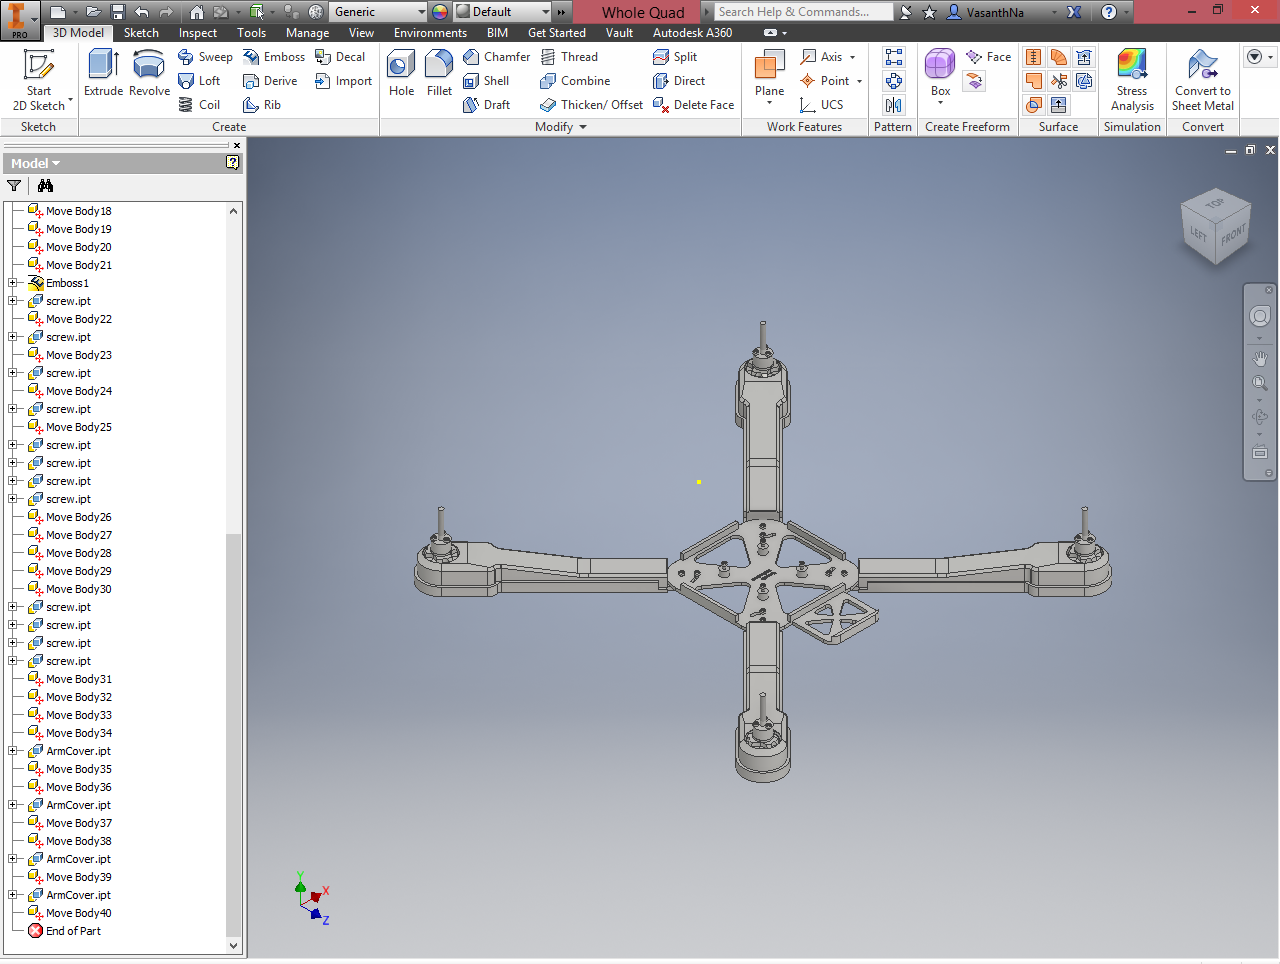 Generic
Default
Whole Quad
Search Help & Commands...
VasanthNa
PRO
3D Model
Sketch
Inspect
Tools
Manage
View
Environments
BIM
Get Started
Vault
Autodesk A360
Start
2D Sketch
Extrude
Revolve
Sweep
Emboss
Decal
Loft
Derive
Import
Coil
Rib
Hole
Fillet
Chamfer
Thread
Split
Shell
Combine
Direct
Draft
Thicken/ Offset
Delete Face
Plane
Axis
Point
UCS
Box
Face
Stress
Analysis
Convert to
Sheet Metal
Sketch
Create
Modify
Work Features
Pattern
Create Freeform
Surface
Simulation
Convert
Model
Move Body18
Move Body19
Move Body20
Move Body21
Emboss1
screw.ipt
Move Body22
screw.ipt
Move Body23
screw.ipt
Move Body24
screw.ipt
Move Body25
screw.ipt
screw.ipt
screw.ipt
screw.ipt
Move Body26
Move Body27
Move Body28
Move Body29
Move Body30
screw.ipt
screw.ipt
screw.ipt
screw.ipt
Move Body31
Move Body32
Move Body33
Move Body34
ArmCover.ipt
Move Body35
Move Body36
ArmCover.ipt
Move Body37
Move Body38
ArmCover.ipt
Move Body39
ArmCover.ipt
Move Body40
End of Part
TOP
LEFT
FRONT
Y
X
Z